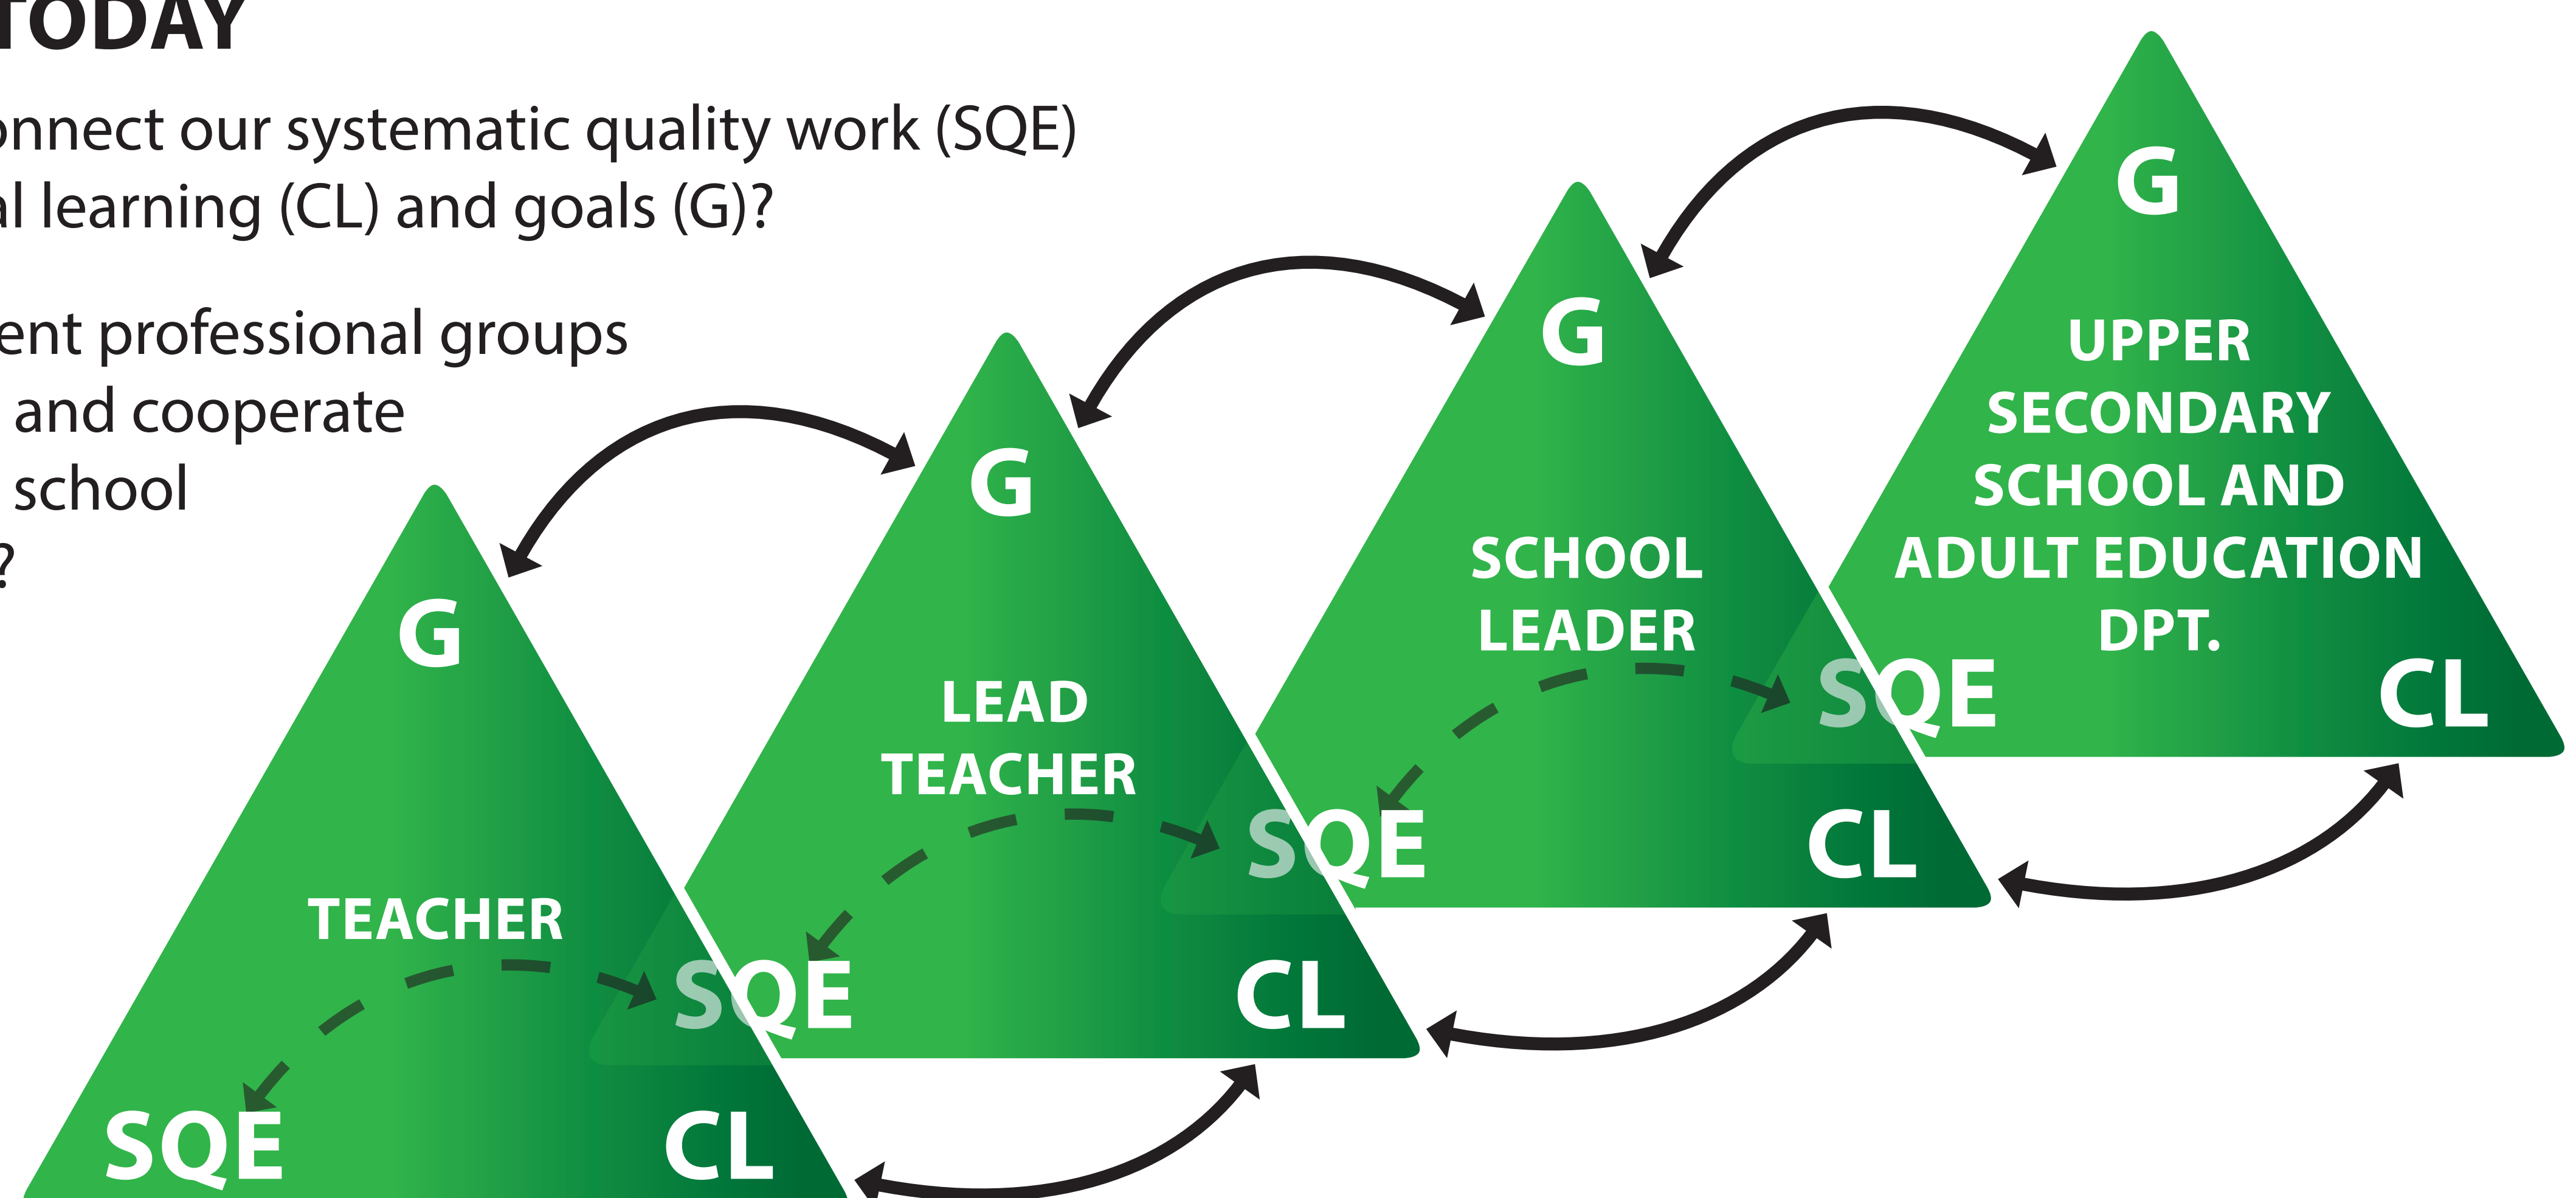 TODAY
onnect our systematic quality work (SQE)
al learning (CL) and goals (G)?
ent professional groups
and cooperate
school
?
G
TEACHER
SQE
CL
G
LEAD
TEACHER
SQE
CL
G
SCHOOL
LEADER
SQE
CL
G
UPPER
SECONDARY
SCHOOL AND
ADULT EDUCATION
DPT.
SQE
CL